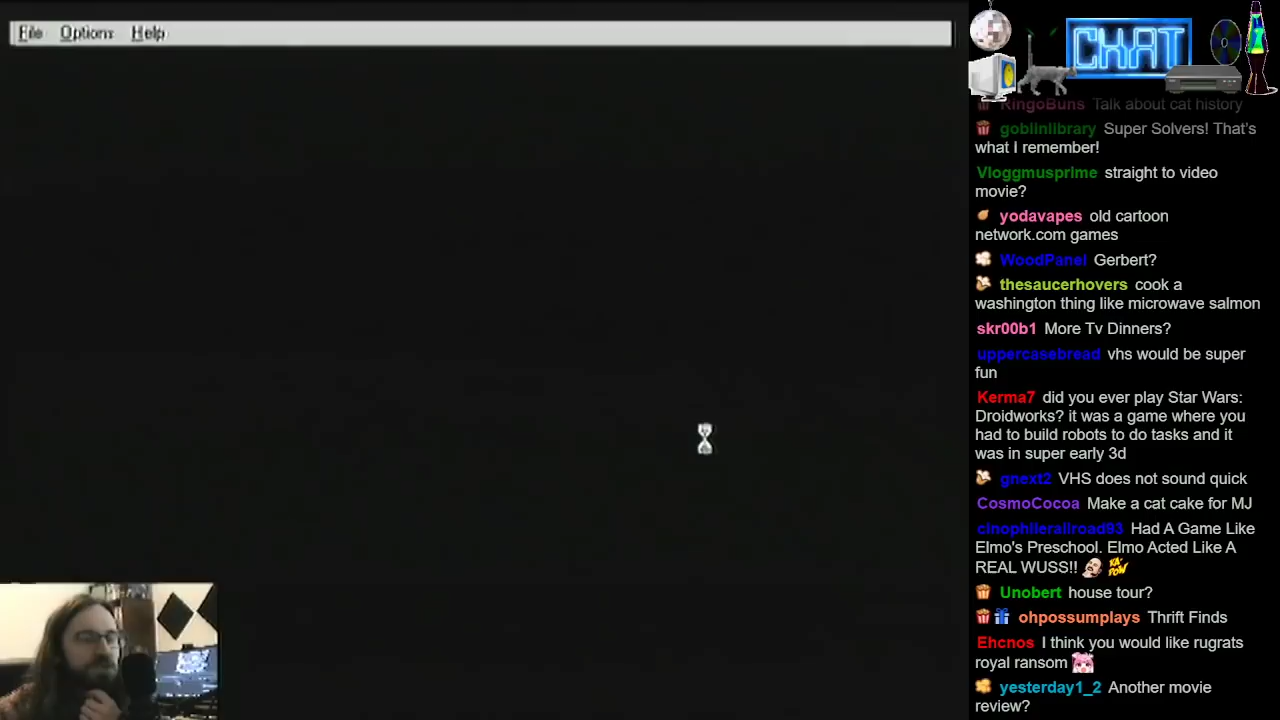 File Options Help
CHAT
RingoBuns Talk about cat history
goblinlibrary Super Solvers! That's
what I remember!
Vloggmusprime straight to video
movie?
yodavapes old cartoon
network.com games
WoodPanel Gerbert?
thesaucerhovers cook a
washington thing like microwave salmon
skr00b1 More Tv Dinners?
uppercasebread vhs would be super
fun
Kerma7 did you ever play Star Wars:
Droidworks? it was a game where you
had to build robots to do tasks and it
was in super early 3d
gnext2 VHS does not sound quick
CosmoCocoa Make a cat cake for MJ
cinophilerailroad93 Had A Game Like
Elmo's Preschool. Elmo Acted Like A
REAL WUSS!! KA-POW
Unobert house tour?
ohpossumplays Thrift Finds
Ehcnos I think you would like rugrats
royal ransom
yesterday1_2 Another movie
review?